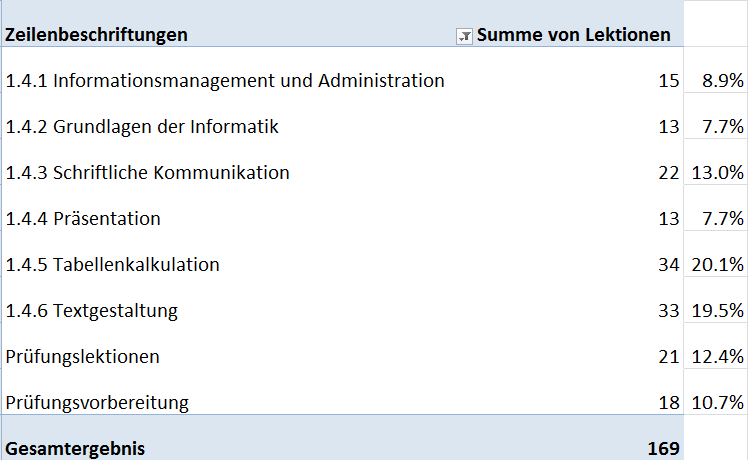 Zeilenbeschriftungen Summe von Lektionen
1.4.1 Informationsmanagement und Administration 15 8.9%
1.4.2 Grundlagen der Informatik 13 7.7%
1.4.3 Schriftliche Kommunikation 22 13.0%
1.4.4 Präsentation 13 7.7%
1.4.5 Tabellenkalkulation 34 20.1%
1.4.6 Textgestaltung 33 19.5%
Prüfungslektionen 21 12.4%
Prüfungsvorbereitung 18 10.7%
Gesamtergebnis 169